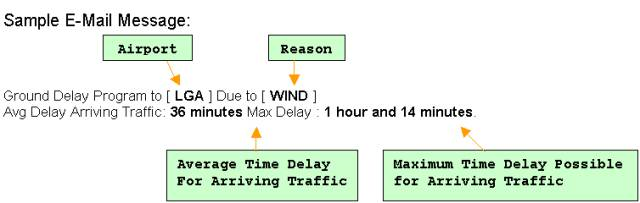 Sample E-Mail Message:
Airport
Reason
Ground Delay Program to [ LGA ] Due to [ WIND ]
Avg Delay Arriving Traffic: 36 minutes Max Delay : 1 hour and 14 minutes.
Average Time Delay
For Arriving Traffic
Maximum Time Delay Possible
for Arriving Traffic